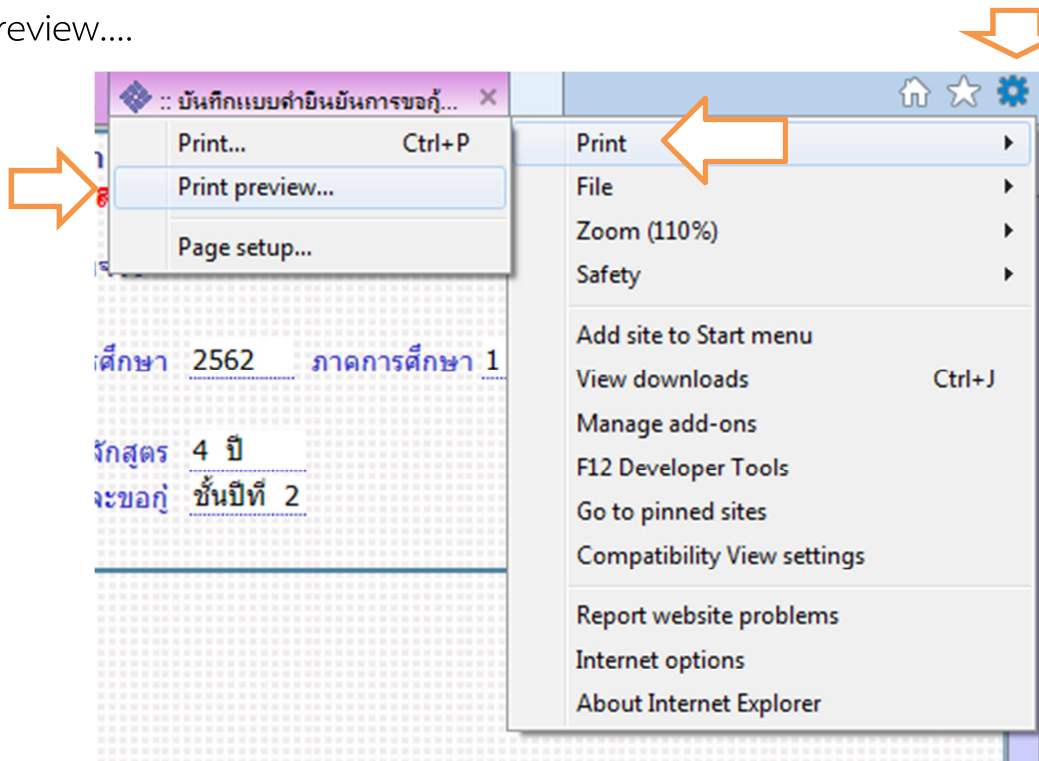 review....
:: บันทึกแบบคำยินยันการขอกู้... ×
Print... Ctrl+P
Print preview...
Page setup...
Print
File
Zoom (110%)
Safety
Add site to Start menu
View downloads Ctrl+J
Manage add-ons
F12 Developer Tools
Go to pinned sites
Compatibility View settings
Report website problems
Internet options
About Internet Explorer
ศึกษา 2562 ภาคการศึกษา 1
ลักสูตร 4 ปี
จะขอกู้ ชั้นปีที่ 2